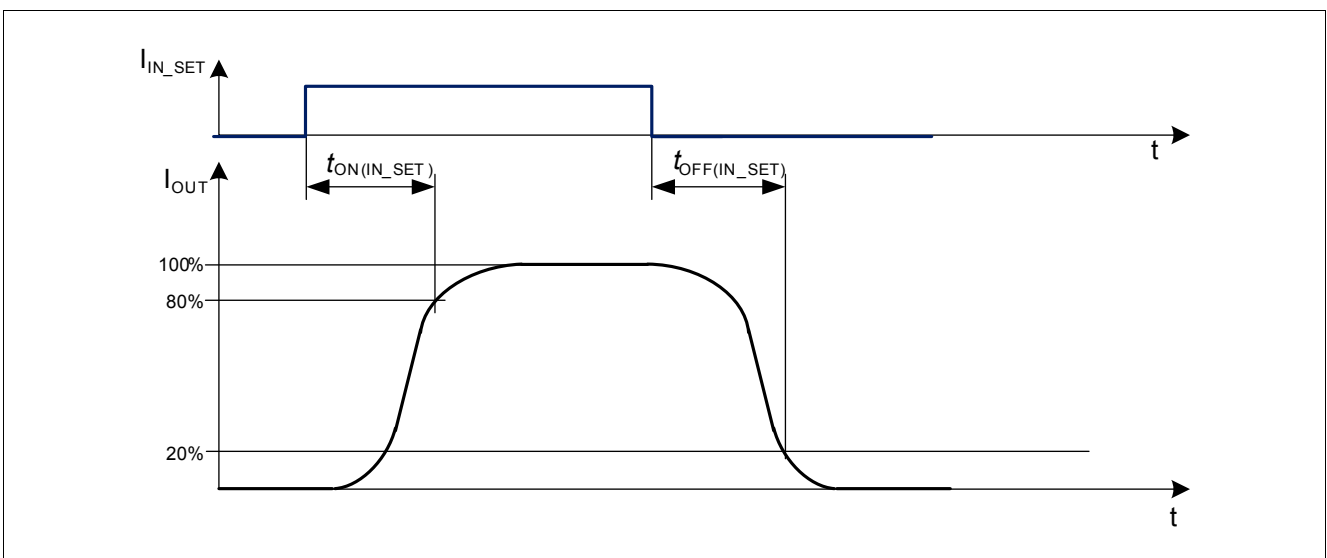 I_IN_SET
t
t_ON(IN_SET)
t_OFF(IN_SET)
I_OUT
100%
80%
20%
t